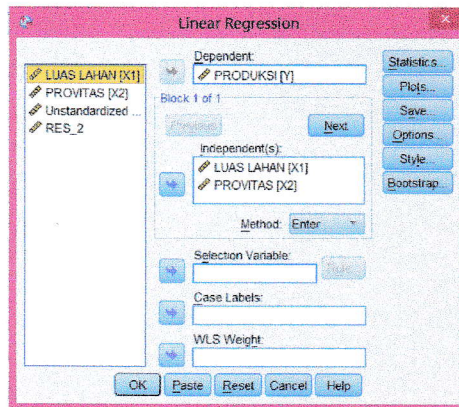 Linear Regression
LUAS LAHAN [X1]
PROVITAS [X2]
Unstandardized ...
RES_2
Dependent:
PRODUKSI [Y]
Block 1 of 1
Previous
Next
Independent(s):
LUAS LAHAN [X1]
PROVITAS [X2]
Method: Enter
Selection Variable:
Rule...
Case Labels:
WLS Weight:
Statistics...
Plots...
Save...
Options...
Style...
Bootstrap...
OK Paste Reset Cancel Help